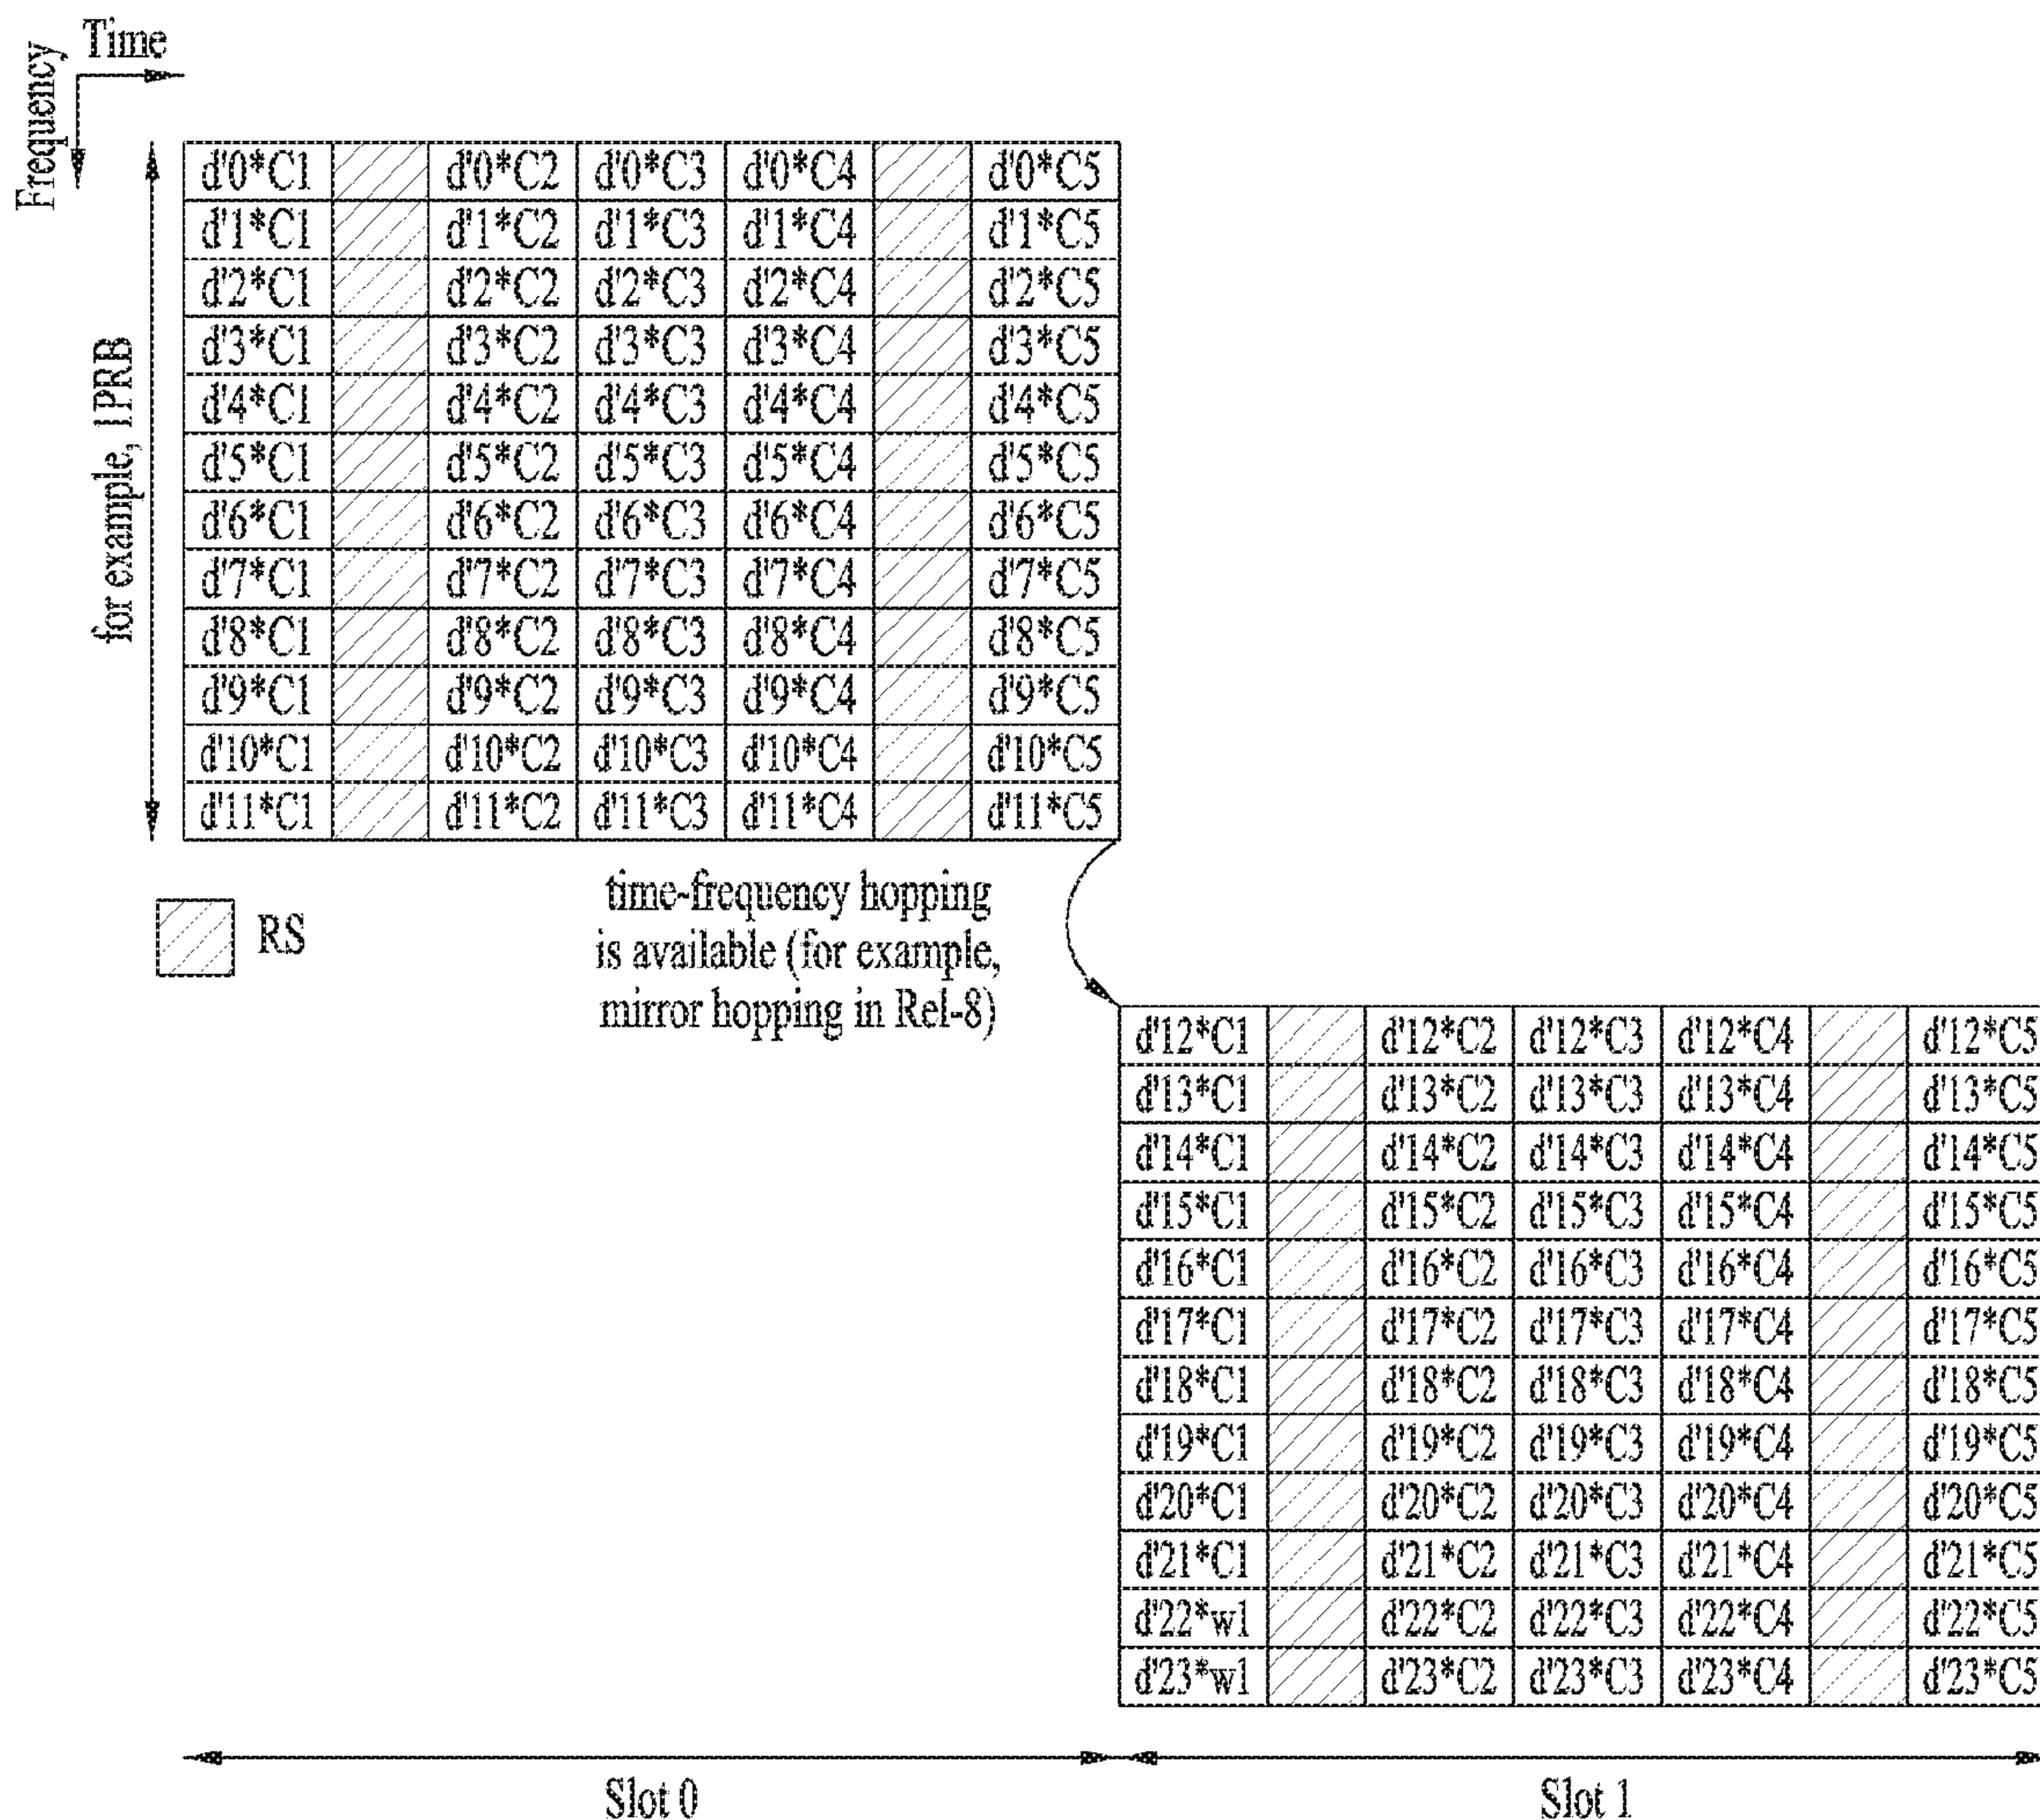 Time
Frequency
for example, 1PRB
d'0*C1 d'0*C2 d'0*C3 d'0*C4 d'0*C5
d'1*C1 d'1*C2 d'1*C3 d'1*C4 d'1*C5
d'2*C1 d'2*C2 d'2*C3 d'2*C4 d'2*C5
d'3*C1 d'3*C2 d'3*C3 d'3*C4 d'3*C5
d'4*C1 d'4*C2 d'4*C3 d'4*C4 d'4*C5
d'5*C1 d'5*C2 d'5*C3 d'5*C4 d'5*C5
d'6*C1 d'6*C2 d'6*C3 d'6*C4 d'6*C5
d'7*C1 d'7*C2 d'7*C3 d'7*C4 d'7*C5
d'8*C1 d'8*C2 d'8*C3 d'8*C4 d'8*C5
d'9*C1 d'9*C2 d'9*C3 d'9*C4 d'9*C5
d'10*C1 d'10*C2 d'10*C3 d'10*C4 d'10*C5
d'11*C1 d'11*C2 d'11*C3 d'11*C4 d'11*C5
RS
time-frequency hopping
is available (for example,
mirror hopping in Rel-8)
d'12*C1 d'12*C2 d'12*C3 d'12*C4 d'12*C5
d'13*C1 d'13*C2 d'13*C3 d'13*C4 d'13*C5
d'14*C1 d'14*C2 d'14*C3 d'14*C4 d'14*C5
d'15*C1 d'15*C2 d'15*C3 d'15*C4 d'15*C5
d'16*C1 d'16*C2 d'16*C3 d'16*C4 d'16*C5
d'17*C1 d'17*C2 d'17*C3 d'17*C4 d'17*C5
d'18*C1 d'18*C2 d'18*C3 d'18*C4 d'18*C5
d'19*C1 d'19*C2 d'19*C3 d'19*C4 d'19*C5
d'20*C1 d'20*C2 d'20*C3 d'20*C4 d'20*C5
d'21*C1 d'21*C2 d'21*C3 d'21*C4 d'21*C5
d'22*w1 d'22*C2 d'22*C3 d'22*C4 d'22*C5
d'23*w1 d'23*C2 d'23*C3 d'23*C4 d'23*C5
Slot 0 Slot 1